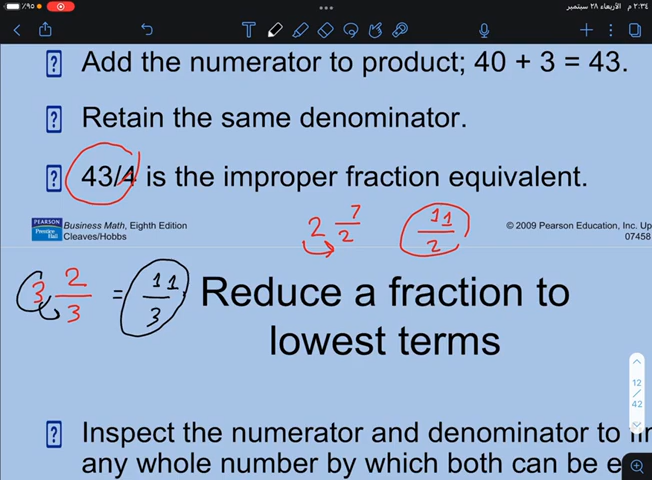 ٢:٣٤ م الأربعاء ٢٨ سبتمبر
٪٩٥
Add the numerator to product; 40 + 3 = 43.
Retain the same denominator.
43/4 is the improper fraction equivalent.
2 7/2 11/2
PEARSON
Prentice Hall
Business Math, Eighth Edition
Cleaves/Hobbs
© 2009 Pearson Education, Inc. Up
07458
3 2/3 = 11/3
Reduce a fraction to
lowest terms
12
/
42
Inspect the numerator and denominator to fin
any whole number by which both can be e